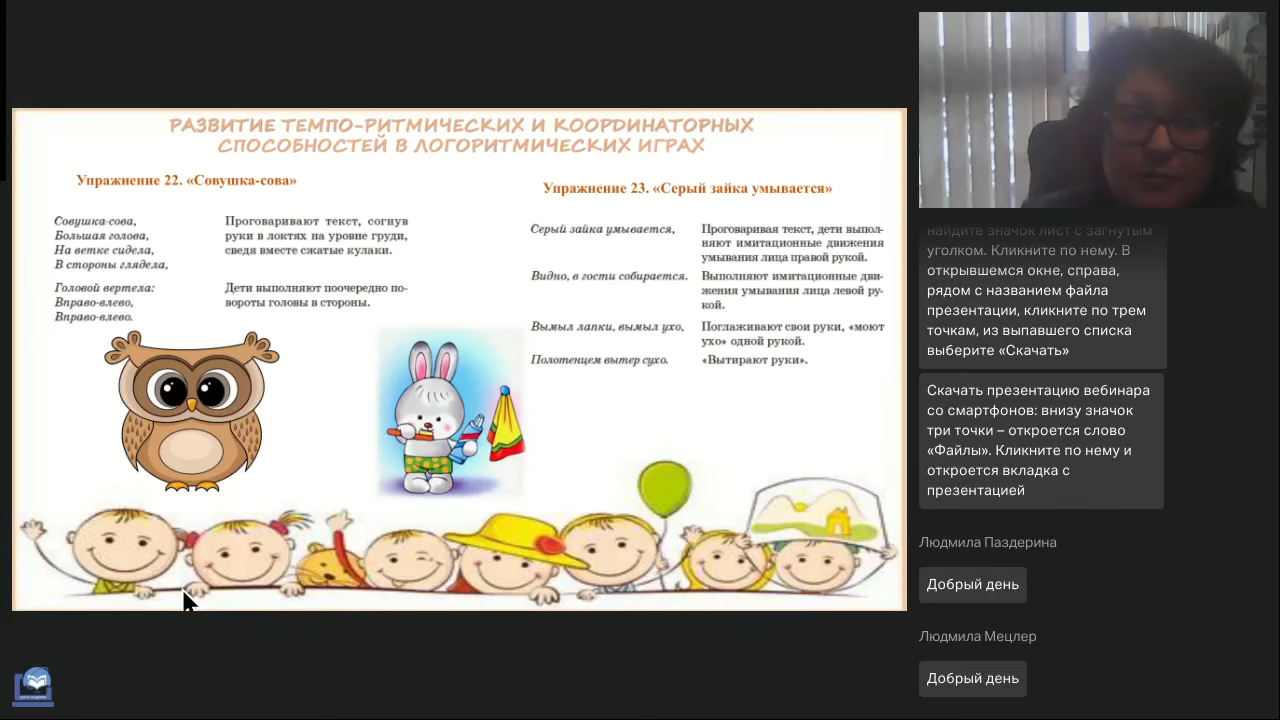 РАЗВИТИЕ ТЕМПО-РИТМИЧЕСКИХ И КООРДИНАТОРНЫХ
СПОСОБНОСТЕЙ В ЛОГОРИТМИЧЕСКИХ ИГРАХ
Упражнение 22. «Совушка-сова»
Совушка-сова,
Большая голова,
На ветке сидела,
В стороны глядела,
Проговаривают текст, согнув
руки в локтях на уровне груди,
сведя вместе сжатые кулаки.
Головой вертела:
Вправо-влево,
Вправо-влево.
Дети выполняют поочередно по-
вороты головы в стороны.
Упражнение 23. «Серый зайка умывается»
Серый зайка умывается,
Проговаривая текст, дети выпол-
няют имитационные движения
умывания лица правой рукой.
Видно, в гости собирается.
Выполняют имитационные дви-
жения умывания лица левой ру-
кой.
Вымыл лапки, вымыл ухо,
Поглаживают свои руки, «моют
ухо» одной рукой.
Полотенцем вытер сухо.
«Вытирают руки».
найдите значок лист с загнутым
уголком. Кликните по нему. В
открывшемся окне, справа,
рядом с названием файла
презентации, кликните по трем
точкам, из выпавшего списка
выберите «Скачать»
Скачать презентацию вебинара
со смартфонов: внизу значок
три точки – откроется слово
«Файлы». Кликните по нему и
откроется вкладка с
презентацией
Людмила Паздерина
Добрый день
Людмила Мецлер
Добрый день